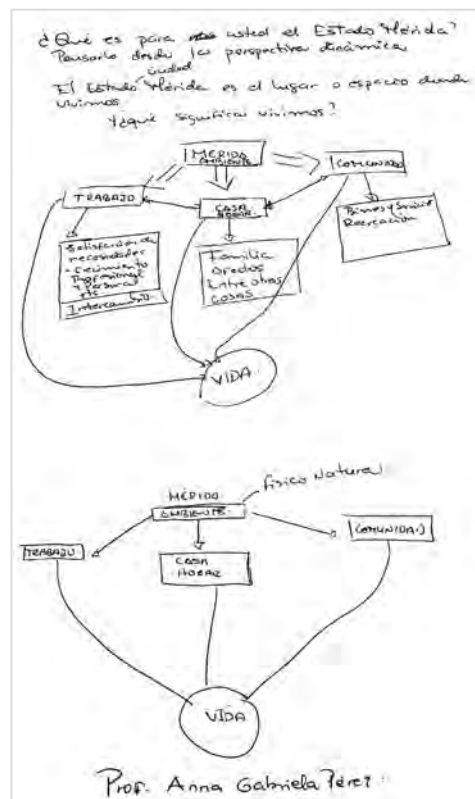 ¿Qué es para usted el Estado Mérida?
Pensarlo desde la perspectiva dinámica
ciudad
El Estado Mérida es el lugar o espacio donde
vivimos
Y ¿qué significa vivimos?
MÉRIDA
AMBIENTE
TRABAJO
CASA
HOGAR
COMUNIDAD
Satisfacción de
necesidades
- Crecimiento
Profesional
y Personal
etc
Intercambio
Familia
Afectos
Entre otras
cosas
Bienes y Servicio
Recreación
VIDA
Físico Natural
MÉRIDA
AMBIENTE
TRABAJO
CASA
HOGAR
COMUNIDAD
VIDA
Prof. Anna Gabriela Pérez